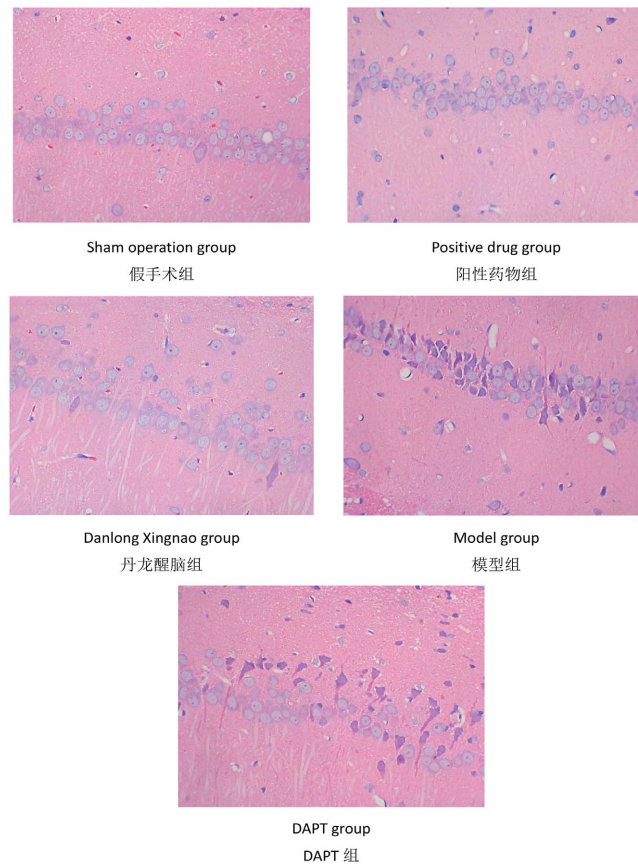 Sham operation group
假手术组
Positive drug group
阳性药物组
Danlong Xingnao group
丹龙醒脑组
Model group
模型组
DAPT group
DAPT 组